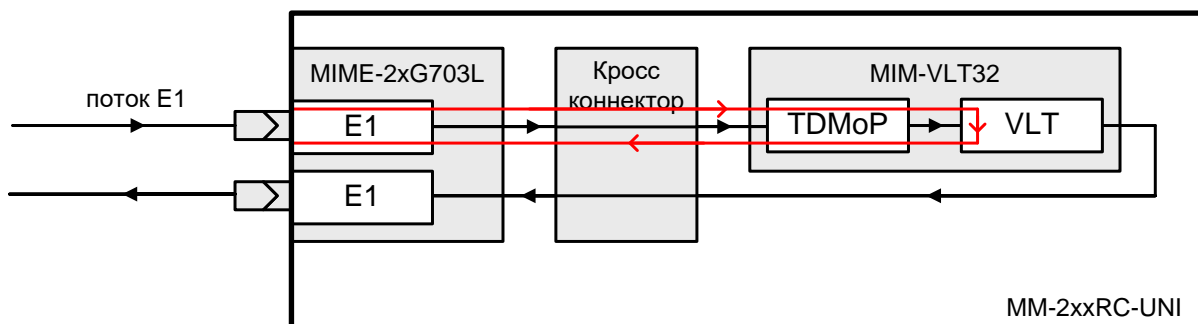 MIME-2xG703L
Кросс
коннектор
MIM-VLT32
поток E1
E1
TDMoP
VLT
E1
MM-2xxRC-UNI